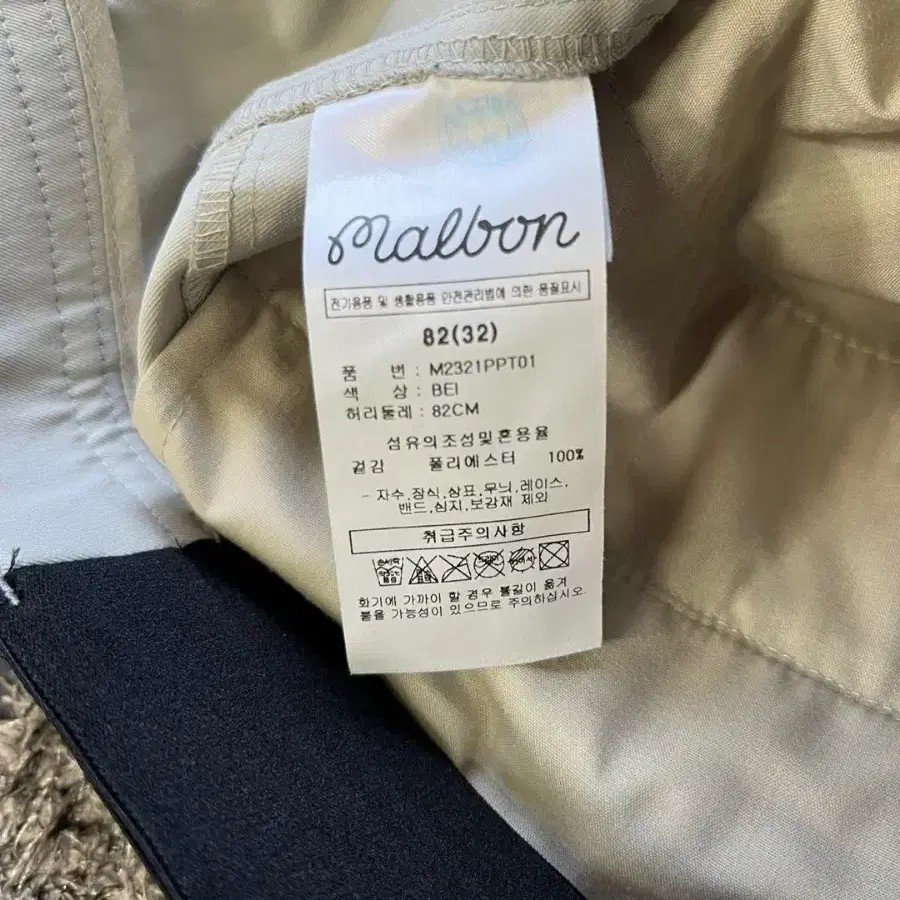 malbon
전기용품 및 생활용품 안전관리법에 의한 품질표시
82(32)
품 번 : M2321PPT01
색 상 : BEI
허리둘레 : 82CM
섬유의조성및혼용율
겉감 폴리에스터 100%
- 자수,장식,상표,무늬,레이스,
밴드,심지,보강재 제외
취급주의사항
화기에 가까이 할 경우 불길이 옮겨
붙을 가능성이 있으므로 주의하십시오.